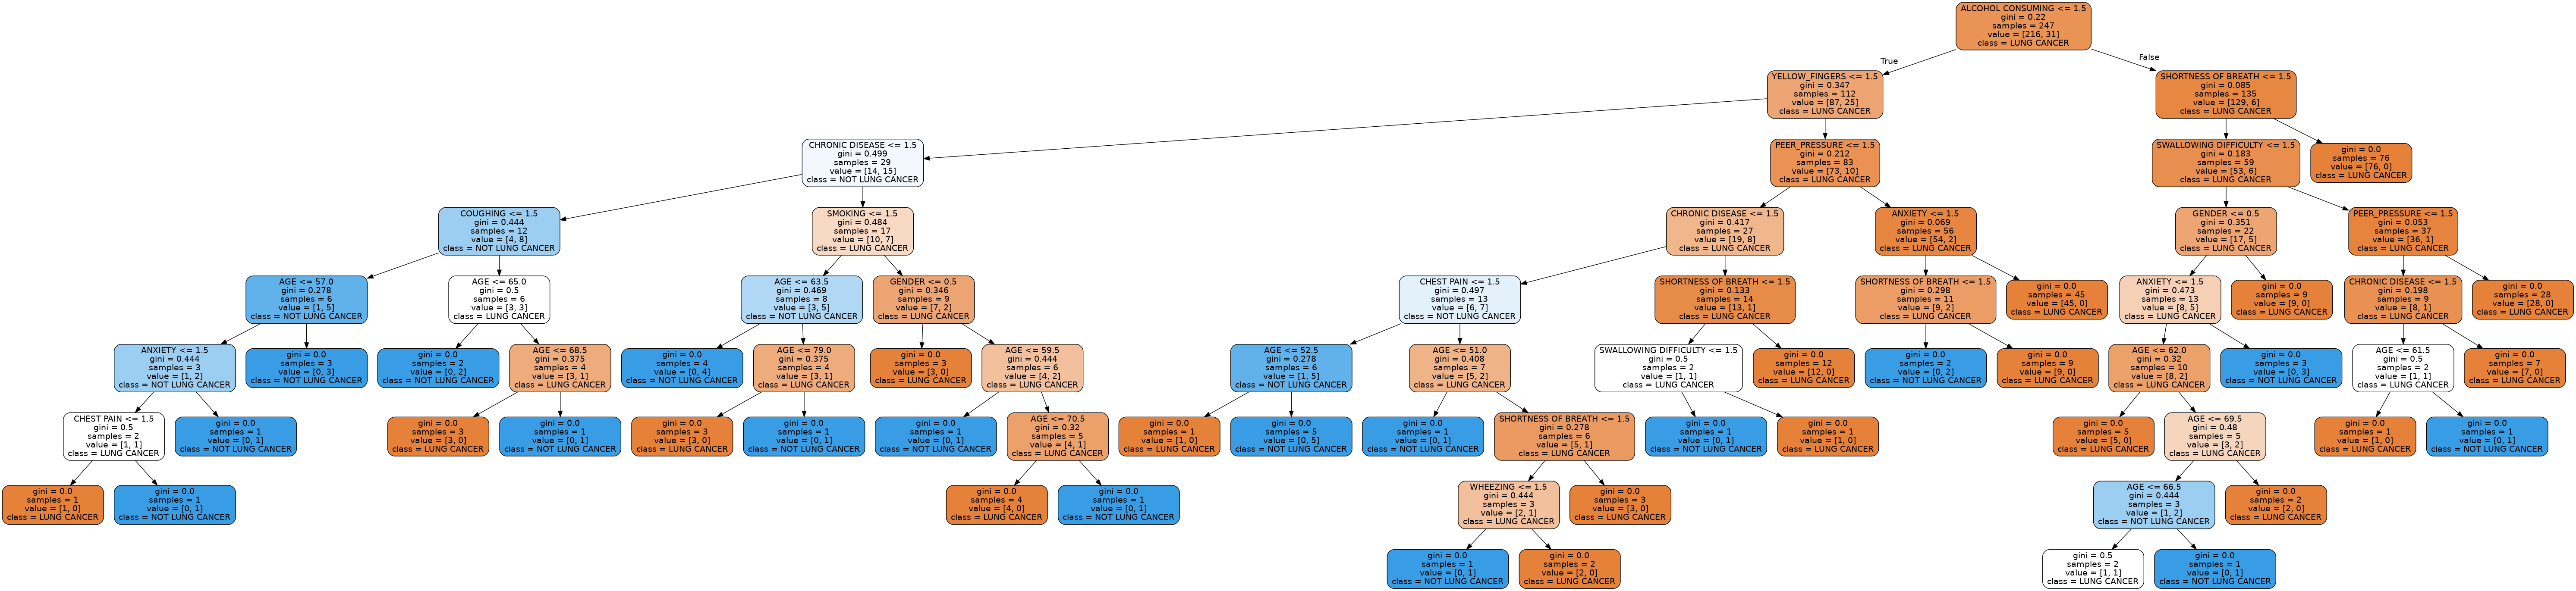 ALCOHOL CONSUMING <= 1.5
gini = 0.22
samples = 247
value = [216, 31]
class = LUNG CANCER
True
False
YELLOW_FINGERS <= 1.5
gini = 0.347
samples = 112
value = [87, 25]
class = LUNG CANCER
SHORTNESS OF BREATH <= 1.5
gini = 0.085
samples = 135
value = [129, 6]
class = LUNG CANCER
CHRONIC DISEASE <= 1.5
gini = 0.499
samples = 29
value = [14, 15]
class = NOT LUNG CANCER
PEER_PRESSURE <= 1.5
gini = 0.212
samples = 83
value = [73, 10]
class = LUNG CANCER
SWALLOWING DIFFICULTY <= 1.5
gini = 0.183
samples = 59
value = [53, 6]
class = LUNG CANCER
gini = 0.0
samples = 76
value = [76, 0]
class = LUNG CANCER
COUGHING <= 1.5
gini = 0.444
samples = 12
value = [4, 8]
class = NOT LUNG CANCER
SMOKING <= 1.5
gini = 0.484
samples = 17
value = [10, 7]
class = LUNG CANCER
CHRONIC DISEASE <= 1.5
gini = 0.417
samples = 27
value = [19, 8]
class = LUNG CANCER
ANXIETY <= 1.5
gini = 0.069
samples = 56
value = [54, 2]
class = LUNG CANCER
GENDER <= 0.5
gini = 0.351
samples = 22
value = [17, 5]
class = LUNG CANCER
PEER_PRESSURE <= 1.5
gini = 0.053
samples = 37
value = [36, 1]
class = LUNG CANCER
AGE <= 57.0
gini = 0.278
samples = 6
value = [1, 5]
class = NOT LUNG CANCER
AGE <= 65.0
gini = 0.5
samples = 6
value = [3, 3]
class = LUNG CANCER
AGE <= 63.5
gini = 0.469
samples = 8
value = [3, 5]
class = NOT LUNG CANCER
GENDER <= 0.5
gini = 0.346
samples = 9
value = [7, 2]
class = LUNG CANCER
CHEST PAIN <= 1.5
gini = 0.497
samples = 13
value = [6, 7]
class = NOT LUNG CANCER
SHORTNESS OF BREATH <= 1.5
gini = 0.133
samples = 14
value = [13, 1]
class = LUNG CANCER
SHORTNESS OF BREATH <= 1.5
gini = 0.298
samples = 11
value = [9, 2]
class = LUNG CANCER
gini = 0.0
samples = 45
value = [45, 0]
class = LUNG CANCER
ANXIETY <= 1.5
gini = 0.473
samples = 13
value = [8, 5]
class = LUNG CANCER
gini = 0.0
samples = 9
value = [9, 0]
class = LUNG CANCER
CHRONIC DISEASE <= 1.5
gini = 0.198
samples = 9
value = [8, 1]
class = LUNG CANCER
gini = 0.0
samples = 28
value = [28, 0]
class = LUNG CANCER
ANXIETY <= 1.5
gini = 0.444
samples = 3
value = [1, 2]
class = NOT LUNG CANCER
gini = 0.0
samples = 3
value = [0, 3]
class = NOT LUNG CANCER
gini = 0.0
samples = 2
value = [0, 2]
class = NOT LUNG CANCER
AGE <= 68.5
gini = 0.375
samples = 4
value = [3, 1]
class = LUNG CANCER
gini = 0.0
samples = 4
value = [0, 4]
class = NOT LUNG CANCER
AGE <= 79.0
gini = 0.375
samples = 4
value = [3, 1]
class = LUNG CANCER
gini = 0.0
samples = 3
value = [3, 0]
class = LUNG CANCER
AGE <= 59.5
gini = 0.444
samples = 6
value = [4, 2]
class = LUNG CANCER
AGE <= 52.5
gini = 0.278
samples = 6
value = [1, 5]
class = NOT LUNG CANCER
AGE <= 51.0
gini = 0.408
samples = 7
value = [5, 2]
class = LUNG CANCER
SWALLOWING DIFFICULTY <= 1.5
gini = 0.5
samples = 2
value = [1, 1]
class = LUNG CANCER
gini = 0.0
samples = 12
value = [12, 0]
class = LUNG CANCER
gini = 0.0
samples = 2
value = [0, 2]
class = NOT LUNG CANCER
gini = 0.0
samples = 9
value = [9, 0]
class = LUNG CANCER
AGE <= 62.0
gini = 0.32
samples = 10
value = [8, 2]
class = LUNG CANCER
gini = 0.0
samples = 3
value = [0, 3]
class = NOT LUNG CANCER
AGE <= 61.5
gini = 0.5
samples = 2
value = [1, 1]
class = LUNG CANCER
gini = 0.0
samples = 7
value = [7, 0]
class = LUNG CANCER
CHEST PAIN <= 1.5
gini = 0.5
samples = 2
value = [1, 1]
class = LUNG CANCER
gini = 0.0
samples = 1
value = [0, 1]
class = NOT LUNG CANCER
gini = 0.0
samples = 3
value = [3, 0]
class = LUNG CANCER
gini = 0.0
samples = 1
value = [0, 1]
class = NOT LUNG CANCER
gini = 0.0
samples = 3
value = [3, 0]
class = LUNG CANCER
gini = 0.0
samples = 1
value = [0, 1]
class = NOT LUNG CANCER
gini = 0.0
samples = 1
value = [0, 1]
class = NOT LUNG CANCER
AGE <= 70.5
gini = 0.32
samples = 5
value = [4, 1]
class = LUNG CANCER
gini = 0.0
samples = 1
value = [1, 0]
class = LUNG CANCER
gini = 0.0
samples = 5
value = [0, 5]
class = NOT LUNG CANCER
gini = 0.0
samples = 1
value = [0, 1]
class = NOT LUNG CANCER
SHORTNESS OF BREATH <= 1.5
gini = 0.278
samples = 6
value = [5, 1]
class = LUNG CANCER
gini = 0.0
samples = 1
value = [0, 1]
class = NOT LUNG CANCER
gini = 0.0
samples = 1
value = [1, 0]
class = LUNG CANCER
gini = 0.0
samples = 5
value = [5, 0]
class = LUNG CANCER
AGE <= 69.5
gini = 0.48
samples = 5
value = [3, 2]
class = LUNG CANCER
gini = 0.0
samples = 1
value = [1, 0]
class = LUNG CANCER
gini = 0.0
samples = 1
value = [0, 1]
class = NOT LUNG CANCER
gini = 0.0
samples = 1
value = [1, 0]
class = LUNG CANCER
gini = 0.0
samples = 1
value = [0, 1]
class = NOT LUNG CANCER
gini = 0.0
samples = 4
value = [4, 0]
class = LUNG CANCER
gini = 0.0
samples = 1
value = [0, 1]
class = NOT LUNG CANCER
WHEEZING <= 1.5
gini = 0.444
samples = 3
value = [2, 1]
class = LUNG CANCER
gini = 0.0
samples = 3
value = [3, 0]
class = LUNG CANCER
AGE <= 66.5
gini = 0.444
samples = 3
value = [1, 2]
class = NOT LUNG CANCER
gini = 0.0
samples = 2
value = [2, 0]
class = LUNG CANCER
gini = 0.0
samples = 1
value = [0, 1]
class = NOT LUNG CANCER
gini = 0.0
samples = 2
value = [2, 0]
class = LUNG CANCER
gini = 0.5
samples = 2
value = [1, 1]
class = LUNG CANCER
gini = 0.0
samples = 1
value = [0, 1]
class = NOT LUNG CANCER